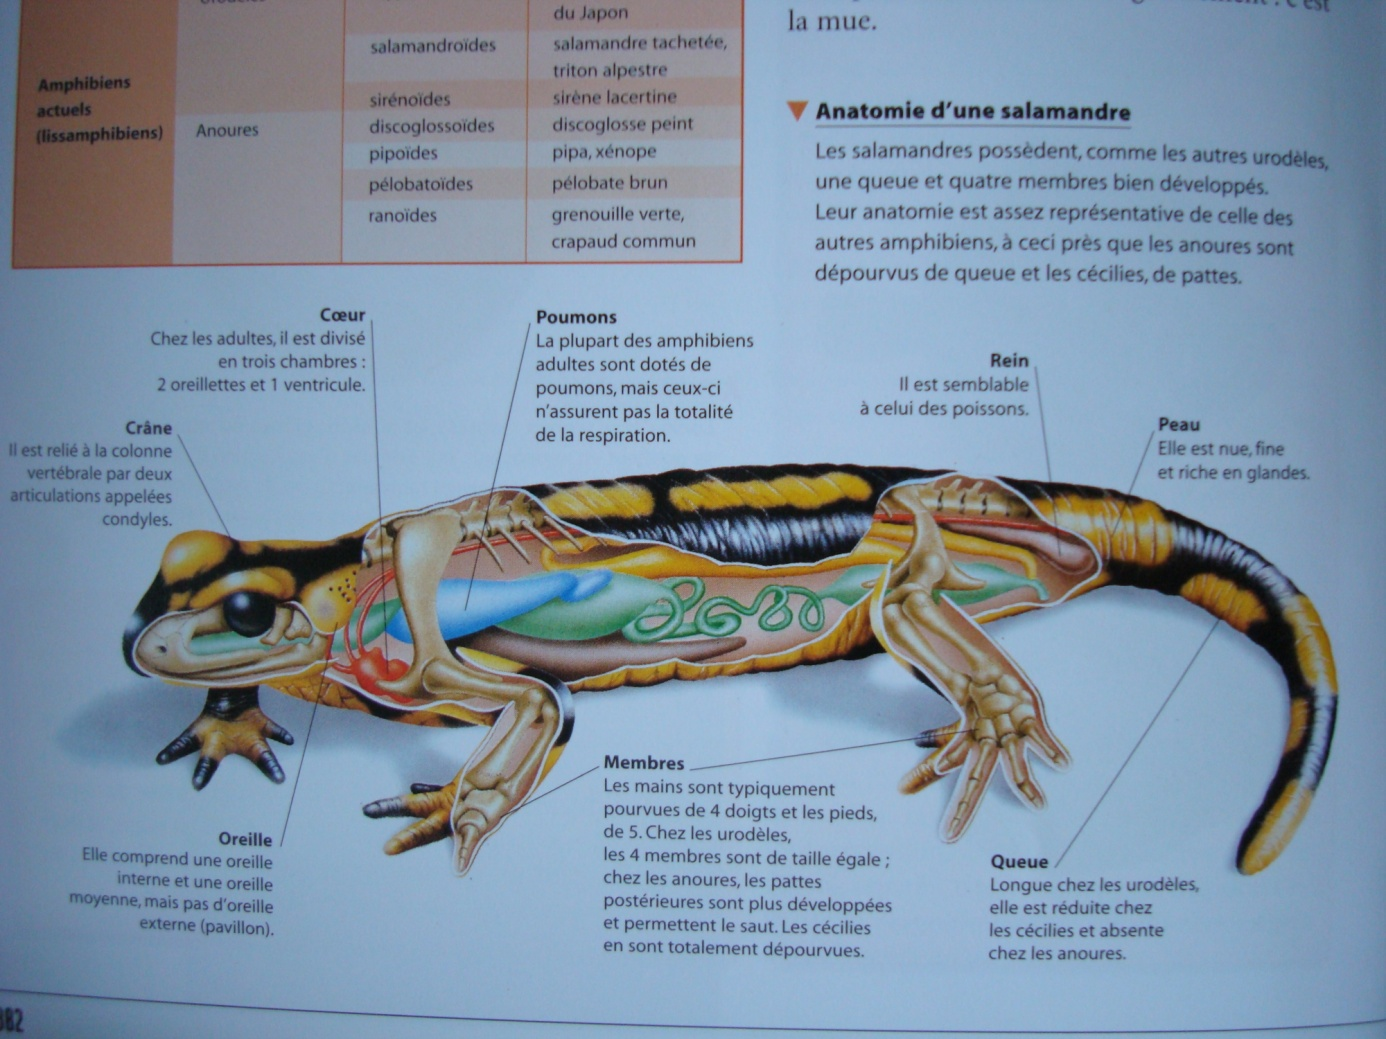 du Japon
salamandroïdes
salamandre tachetée,
triton alpestre
Amphibiens
actuels
(lissamphibiens)
sirénoïdes
sirène lacertine
Anoures
discoglossoïdes
discoglosse peint
pipoïdes
pipa, xénope
pélobatoïdes
pélobate brun
ranoïdes
grenouille verte,
crapaud commun
la mue.
Anatomie d'une salamandre
Les salamandres possèdent, comme les autres urodèles,
une queue et quatre membres bien développés.
Leur anatomie est assez représentative de celle des
autres amphibiens, à ceci près que les anoures sont
dépourvus de queue et les cécilies, de pattes.
Cœur
Chez les adultes, il est divisé
en trois chambres :
2 oreillettes et 1 ventricule.
Poumons
La plupart des amphibiens
adultes sont dotés de
poumons, mais ceux-ci
n'assurent pas la totalité
de la respiration.
Rein
Il est semblable
à celui des poissons.
Peau
Elle est nue, fine
et riche en glandes.
Crâne
Il est relié à la colonne
vertébrale par deux
articulations appelées
condyles.
Oreille
Elle comprend une oreille
interne et une oreille
moyenne, mais pas d'oreille
externe (pavillon).
Membres
Les mains sont typiquement
pourvues de 4 doigts et les pieds,
de 5. Chez les urodèles,
les 4 membres sont de taille égale ;
chez les anoures, les pattes
postérieures sont plus développées
et permettent le saut. Les cécilies
en sont totalement dépourvues.
Queue
Longue chez les urodèles,
elle est réduite chez
les cécilies et absente
chez les anoures.